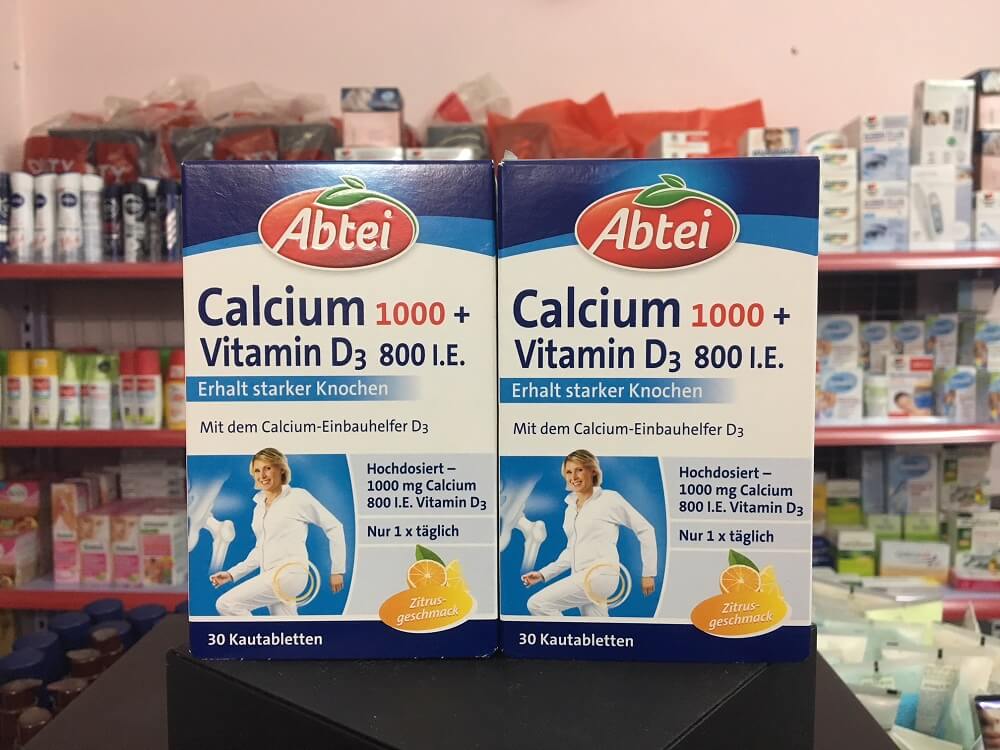 Abtei
Calcium 1000 +
Vitamin D3 800 I.E.
Erhalt starker Knochen
Mit dem Calcium-Einbauhelfer D3
Hochdosiert –
1000 mg Calcium
800 I.E. Vitamin D3
Nur 1 x täglich
Zitrus-
geschmack
30 Kautabletten
Abtei
Calcium 1000 +
Vitamin D3 800 I.E.
Erhalt starker Knochen
Mit dem Calcium-Einbauhelfer D3
Hochdosiert –
1000 mg Calcium
800 I.E. Vitamin D3
Nur 1 x täglich
Zitrus-
geschmack
30 Kautabletten